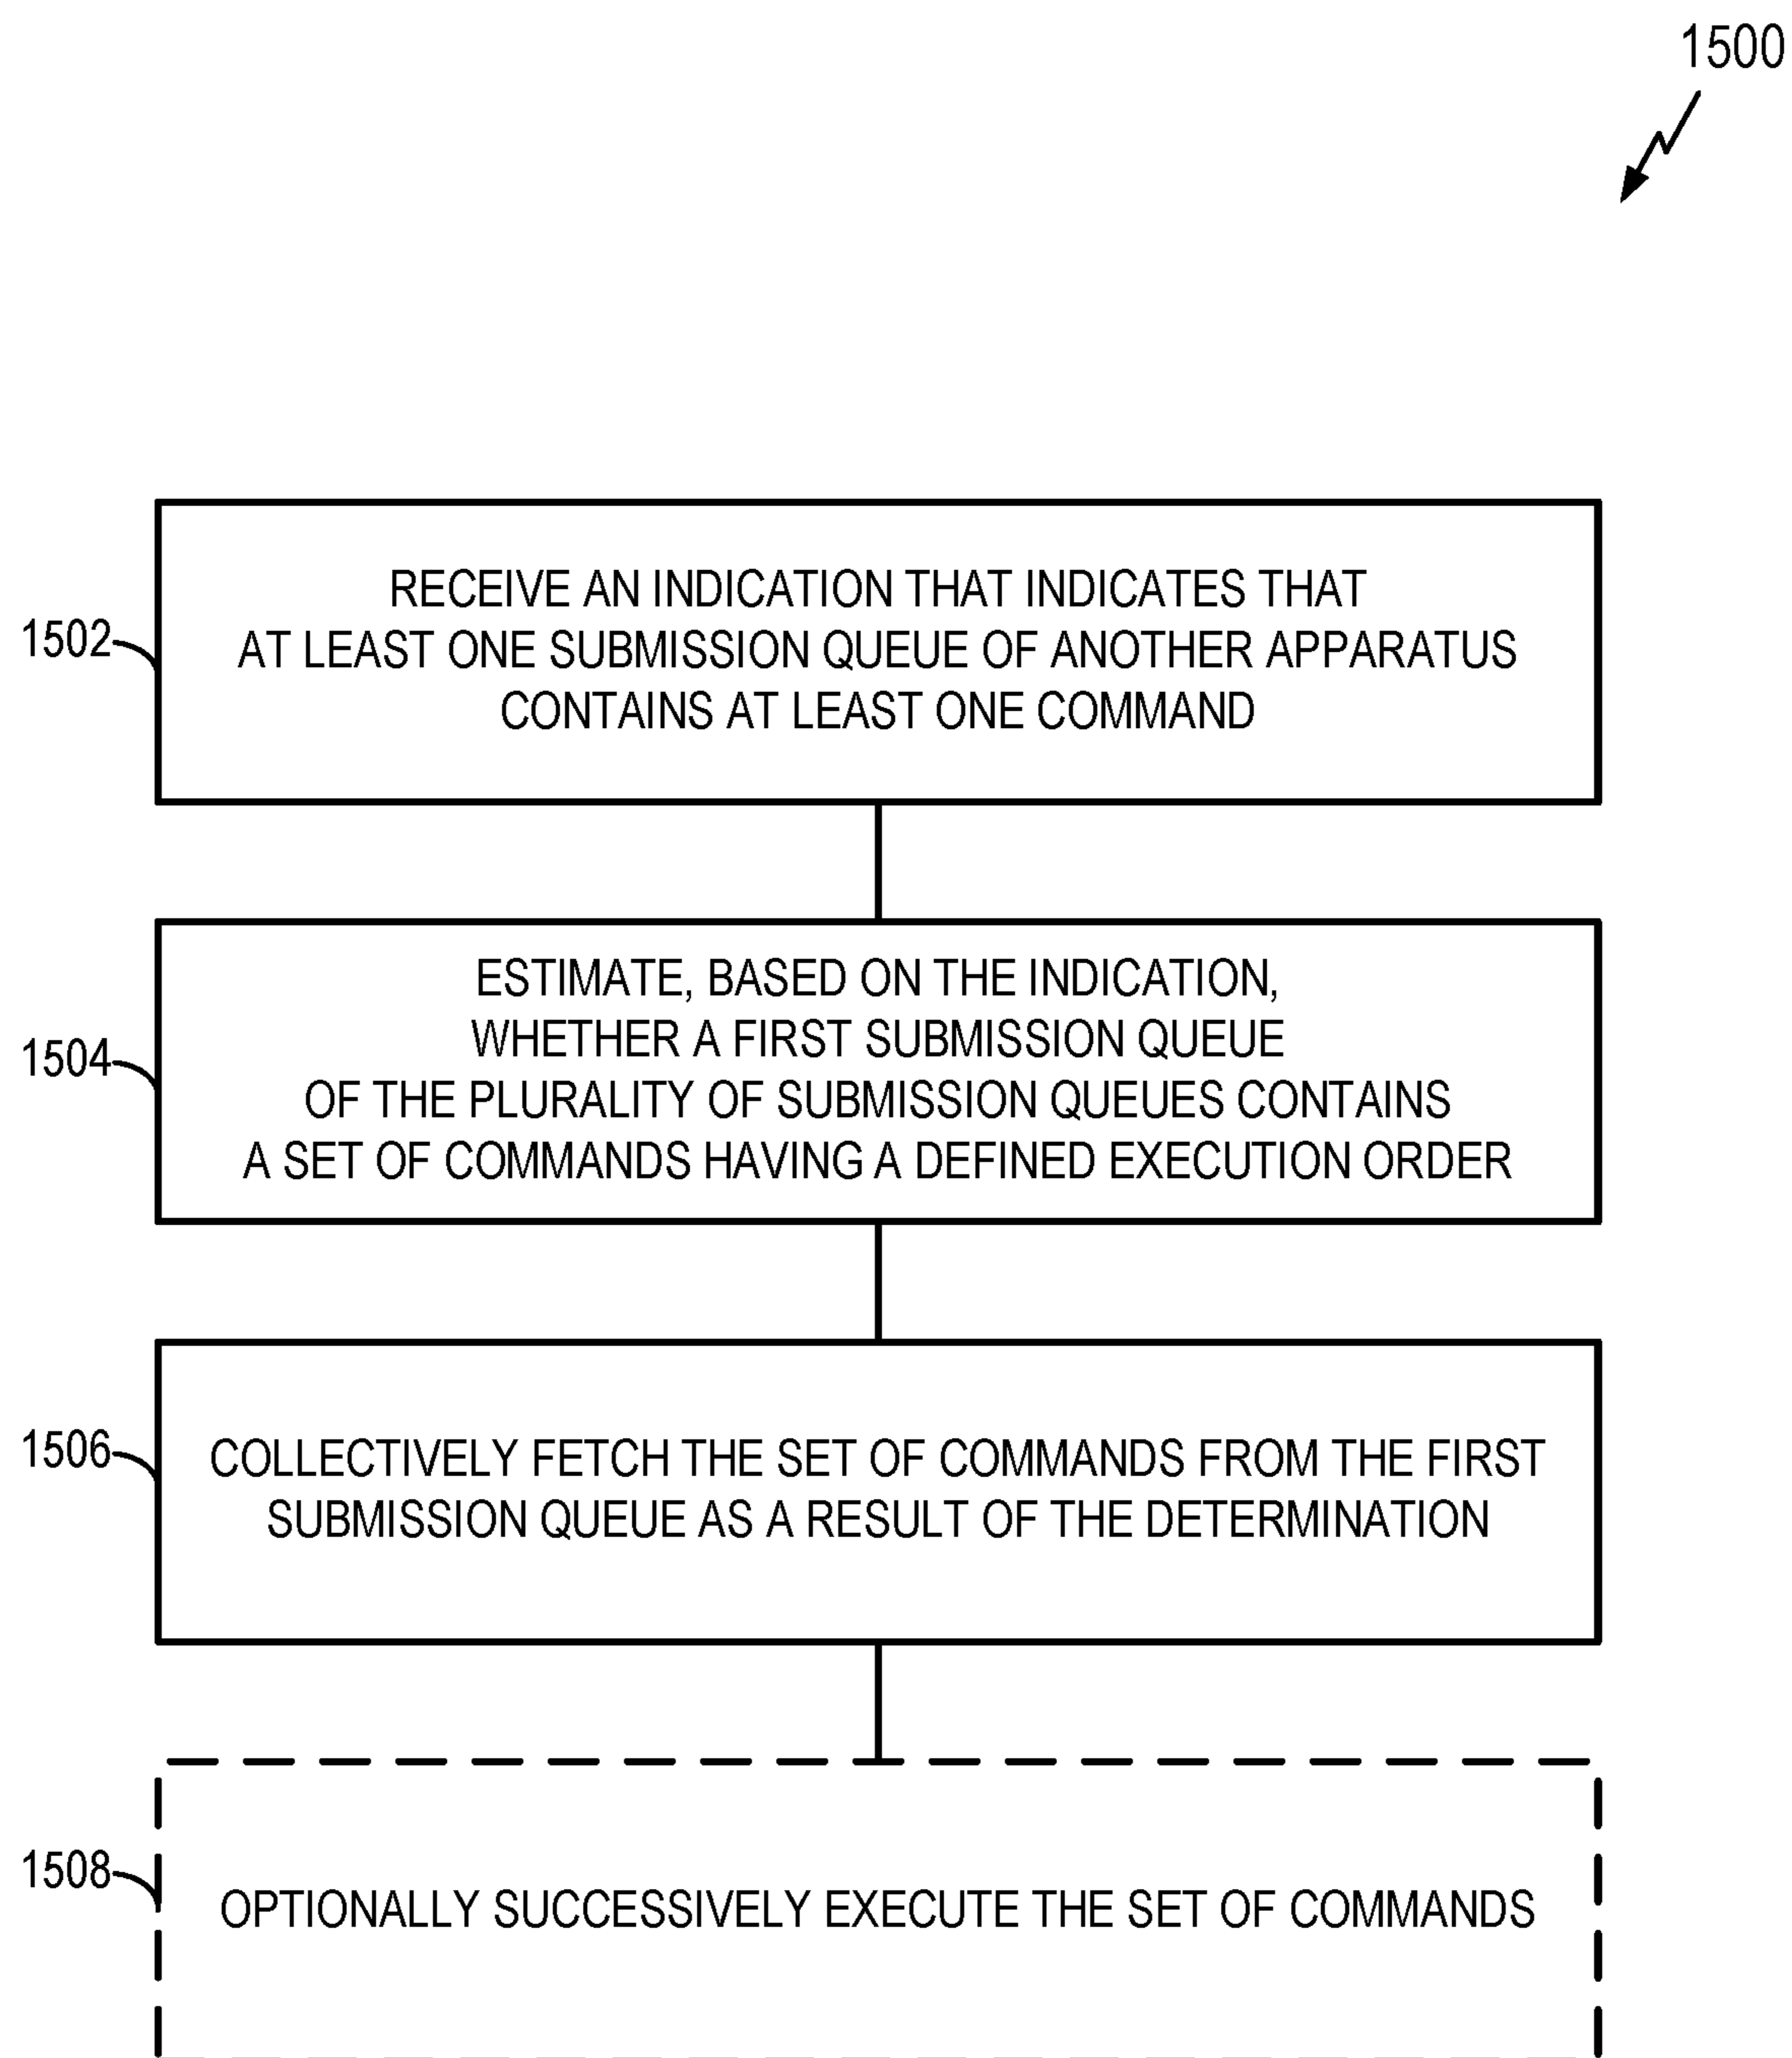 1500
1502
RECEIVE AN INDICATION THAT INDICATES THAT
AT LEAST ONE SUBMISSION QUEUE OF ANOTHER APPARATUS
CONTAINS AT LEAST ONE COMMAND
1504
ESTIMATE, BASED ON THE INDICATION,
WHETHER A FIRST SUBMISSION QUEUE
OF THE PLURALITY OF SUBMISSION QUEUES CONTAINS
A SET OF COMMANDS HAVING A DEFINED EXECUTION ORDER
1506
COLLECTIVELY FETCH THE SET OF COMMANDS FROM THE FIRST
SUBMISSION QUEUE AS A RESULT OF THE DETERMINATION
1508
OPTIONALLY SUCCESSIVELY EXECUTE THE SET OF COMMANDS